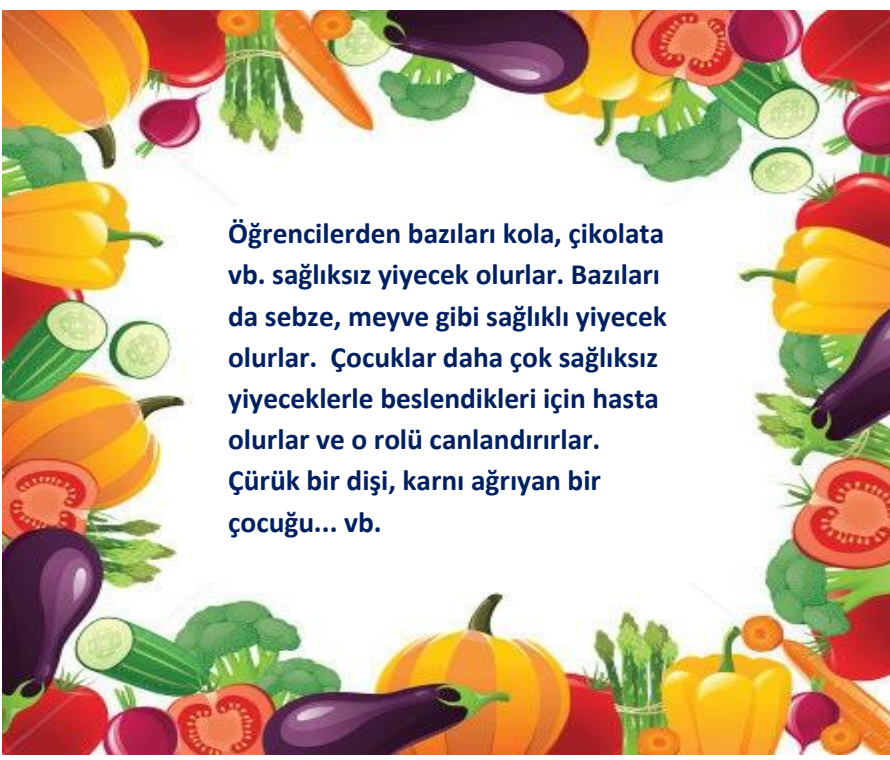 Öğrencilerden bazıları kola, çikolata
vb. sağlıksız yiyecek olurlar. Bazıları
da sebze, meyve gibi sağlıklı yiyecek
olurlar.  Çocuklar daha çok sağlıksız
yiyeceklerle beslendikleri için hasta
olurlar ve o rolü canlandırırlar.
Çürük bir dişi, karnı ağrıyan bir
çocuğu... vb.